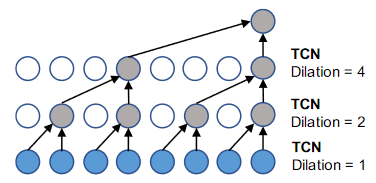 TCN
Dilation = 4
TCN
Dilation = 2
TCN
Dilation = 1